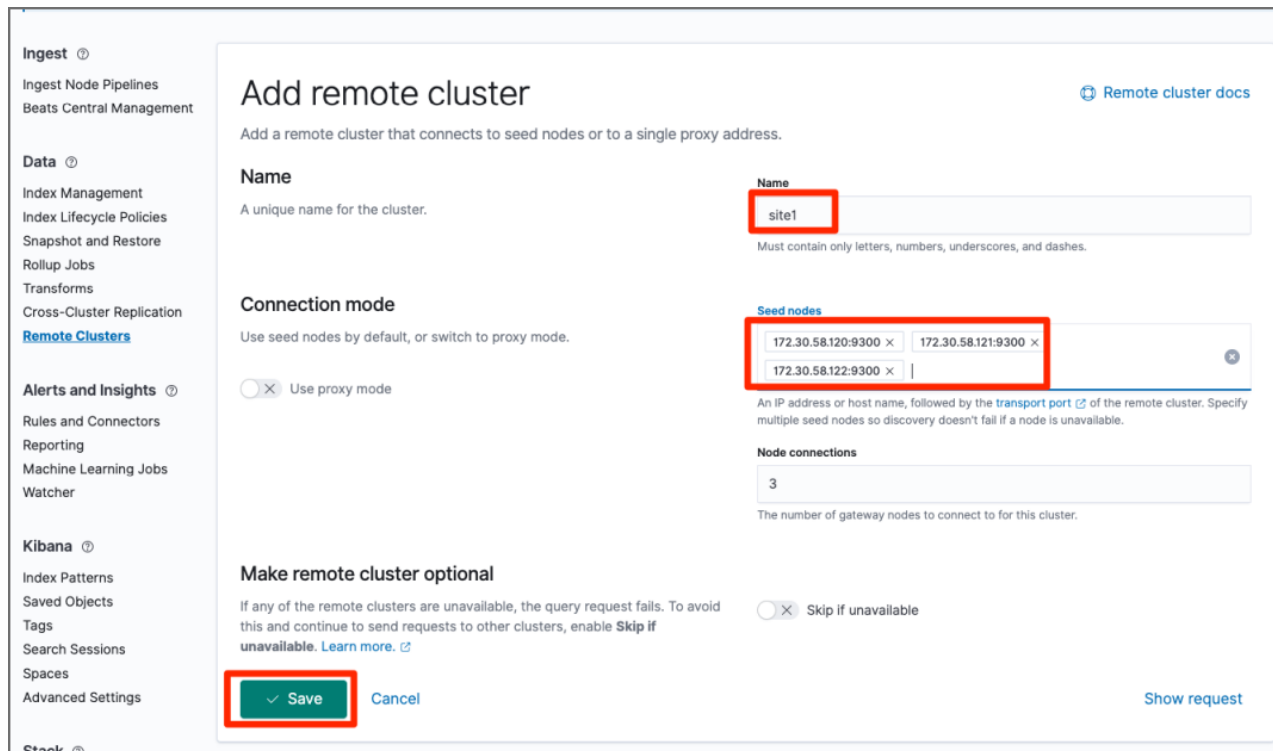 Ingest
Ingest Node Pipelines
Beats Central Management
Data
Index Management
Index Lifecycle Policies
Snapshot and Restore
Rollup Jobs
Transforms
Cross-Cluster Replication
Remote Clusters
Alerts and Insights
Rules and Connectors
Reporting
Machine Learning Jobs
Watcher
Kibana
Index Patterns
Saved Objects
Tags
Search Sessions
Spaces
Advanced Settings
Stack
Add remote cluster
Remote cluster docs
Add a remote cluster that connects to seed nodes or to a single proxy address.
Name
A unique name for the cluster.
Name
site1
Must contain only letters, numbers, underscores, and dashes.
Connection mode
Use seed nodes by default, or switch to proxy mode.
Use proxy mode
Seed nodes
172.30.58.120:9300 × 172.30.58.121:9300 ×
172.30.58.122:9300 ×
An IP address or host name, followed by the transport port of the remote cluster. Specify
multiple seed nodes so discovery doesn't fail if a node is unavailable.
Node connections
3
The number of gateway nodes to connect to for this cluster.
Make remote cluster optional
If any of the remote clusters are unavailable, the query request fails. To avoid
this and continue to send requests to other clusters, enable Skip if
unavailable. Learn more.
Skip if unavailable
Save
Cancel
Show request